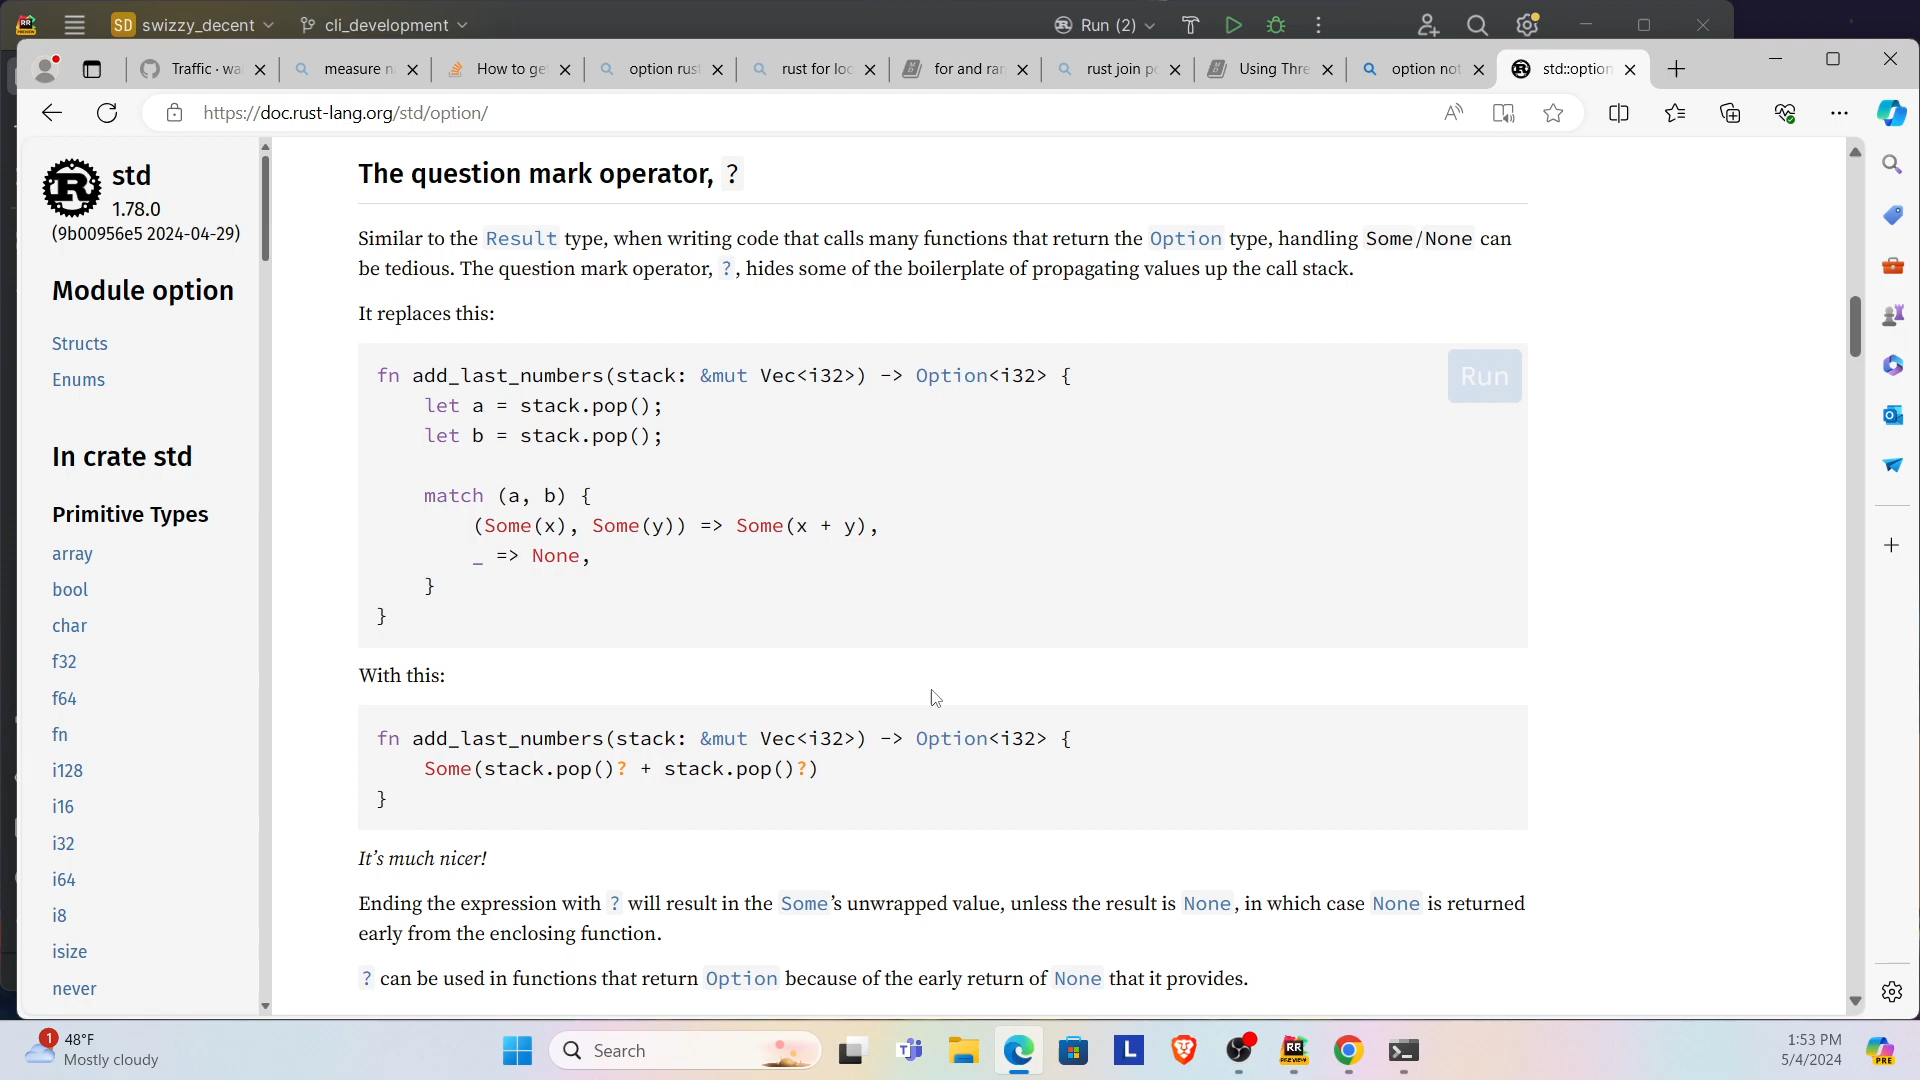 SD swizzy_decent
cli_development
Run (2)
Traffic · wa
measure n
How to ge
option rus
rust for loc
for and ran
rust join po
Using Thre
option not
std::option
https://doc.rust-lang.org/std/option/
std
1.78.0
(9b00956e5 2024-04-29)
Module option
Structs
Enums
In crate std
Primitive Types
array
bool
char
f32
f64
fn
i128
i16
i32
i64
i8
isize
never
The question mark operator, ?
Similar to the Result type, when writing code that calls many functions that return the Option type, handling Some/None can
be tedious. The question mark operator, ?, hides some of the boilerplate of propagating values up the call stack.
It replaces this:
Run
fn add_last_numbers(stack: &mut Vec<i32>) -> Option<i32> {
    let a = stack.pop();
    let b = stack.pop();
    match (a, b) {
        (Some(x), Some(y)) => Some(x + y),
        _ => None,
    }
}
With this:
fn add_last_numbers(stack: &mut Vec<i32>) -> Option<i32> {
    Some(stack.pop()? + stack.pop()?)
}
It's much nicer!
Ending the expression with ? will result in the Some's unwrapped value, unless the result is None, in which case None is returned
early from the enclosing function.
? can be used in functions that return Option because of the early return of None that it provides.
1
48°F
Mostly cloudy
Search
L
RR
PREVIEW
1:53 PM
5/4/2024
PRE